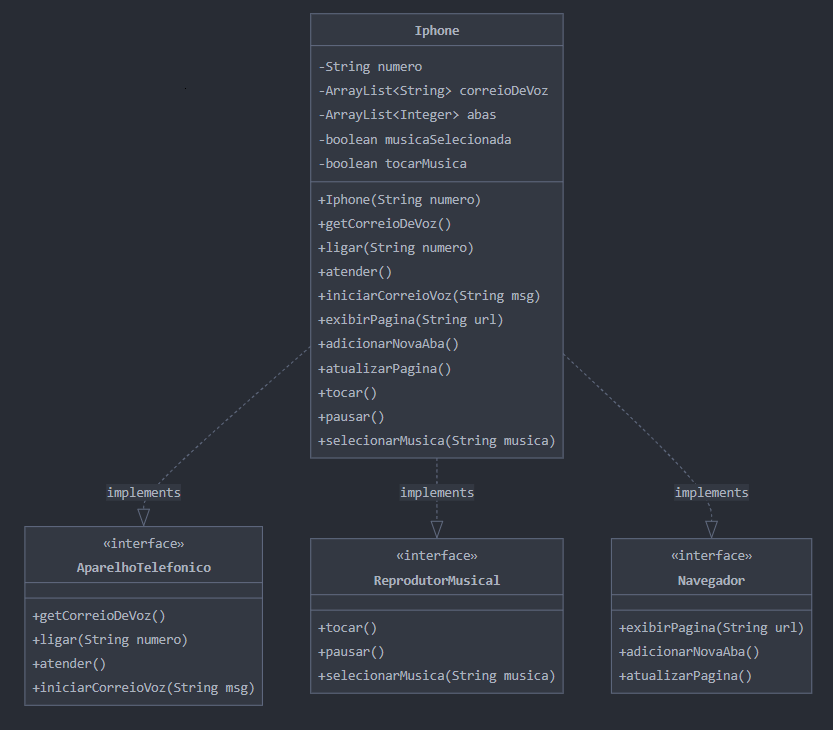 Iphone
-String numero
-ArrayList<String> correioDeVoz
-ArrayList<Integer> abas
-boolean musicaSelecionada
-boolean tocarMusica
+Iphone(String numero)
+getCorreioDeVoz()
+ligar(String numero)
+atender()
+iniciarCorreioVoz(String msg)
+exibirPagina(String url)
+adicionarNovaAba()
+atualizarPagina()
+tocar()
+pausar()
+selecionarMusica(String musica)
implements
implements
implements
«interface»
AparelhoTelefonico
+getCorreioDeVoz()
+ligar(String numero)
+atender()
+iniciarCorreioVoz(String msg)
«interface»
ReprodutorMusical
+tocar()
+pausar()
+selecionarMusica(String musica)
«interface»
Navegador
+exibirPagina(String url)
+adicionarNovaAba()
+atualizarPagina()